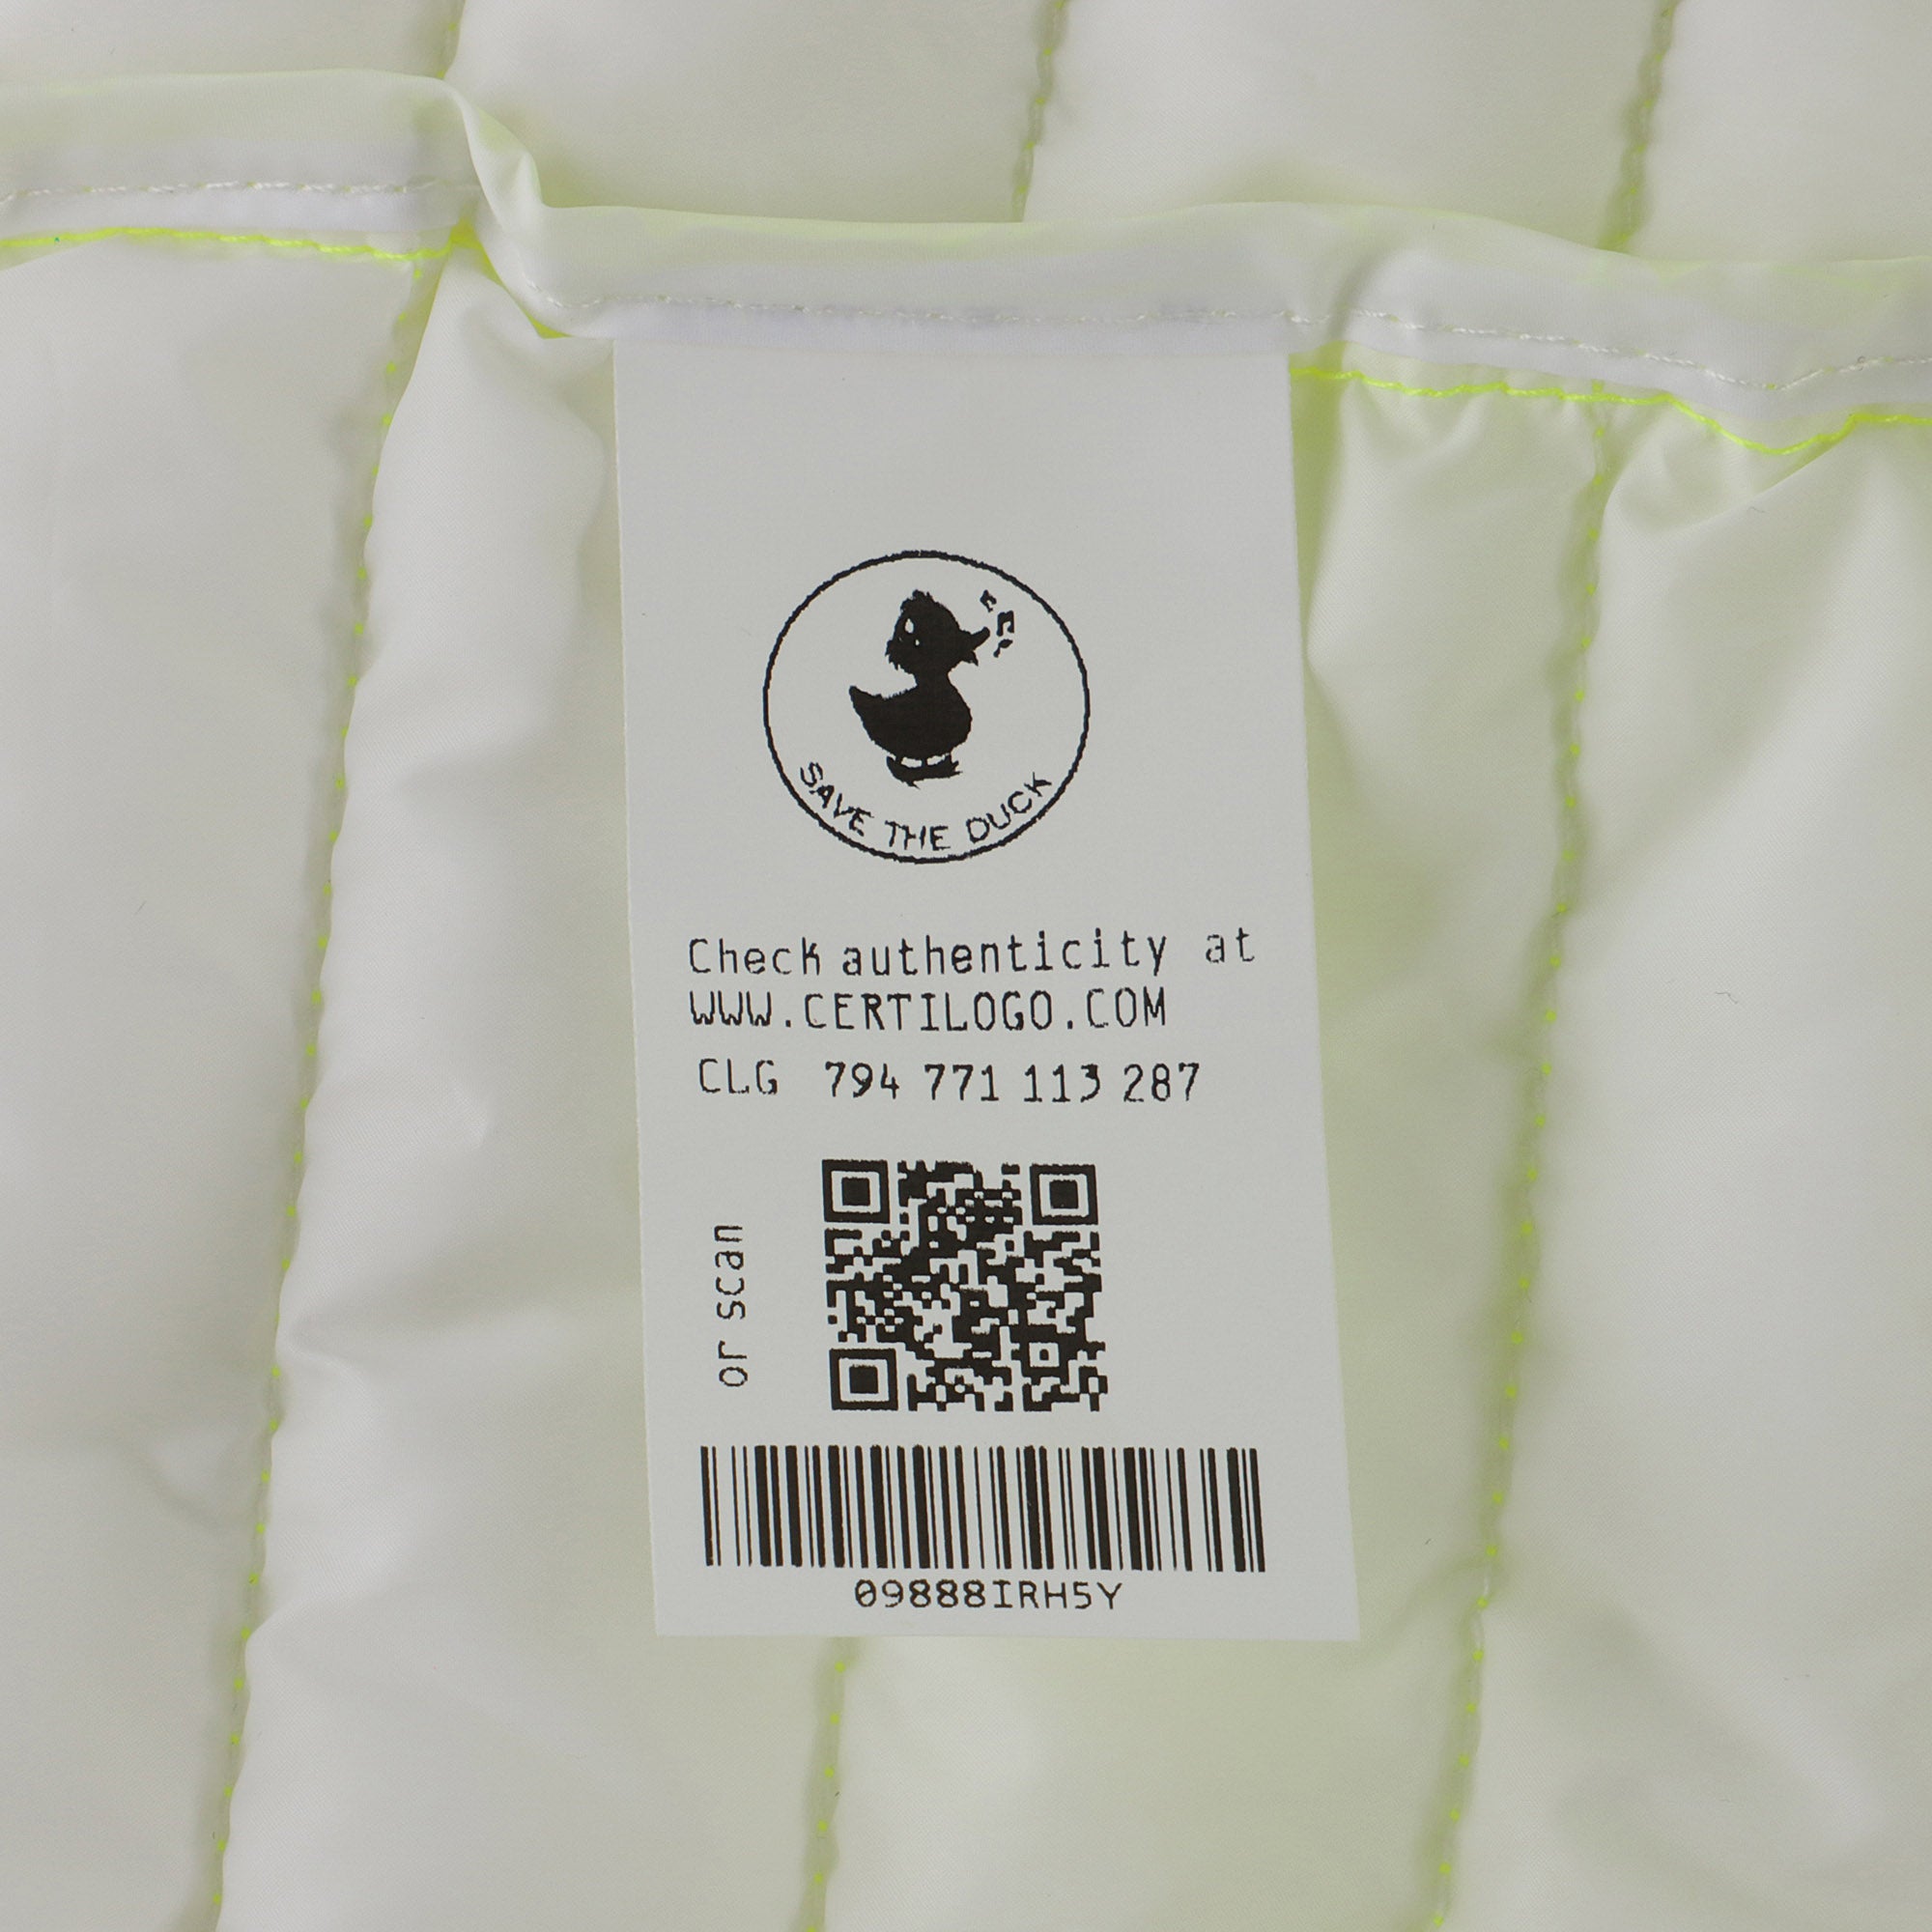 SAVE THE DUCK
Check authenticity at
WWW.CERTILOGO.COM
CLG 794 771 113 287
or scan
09888IRH5Y